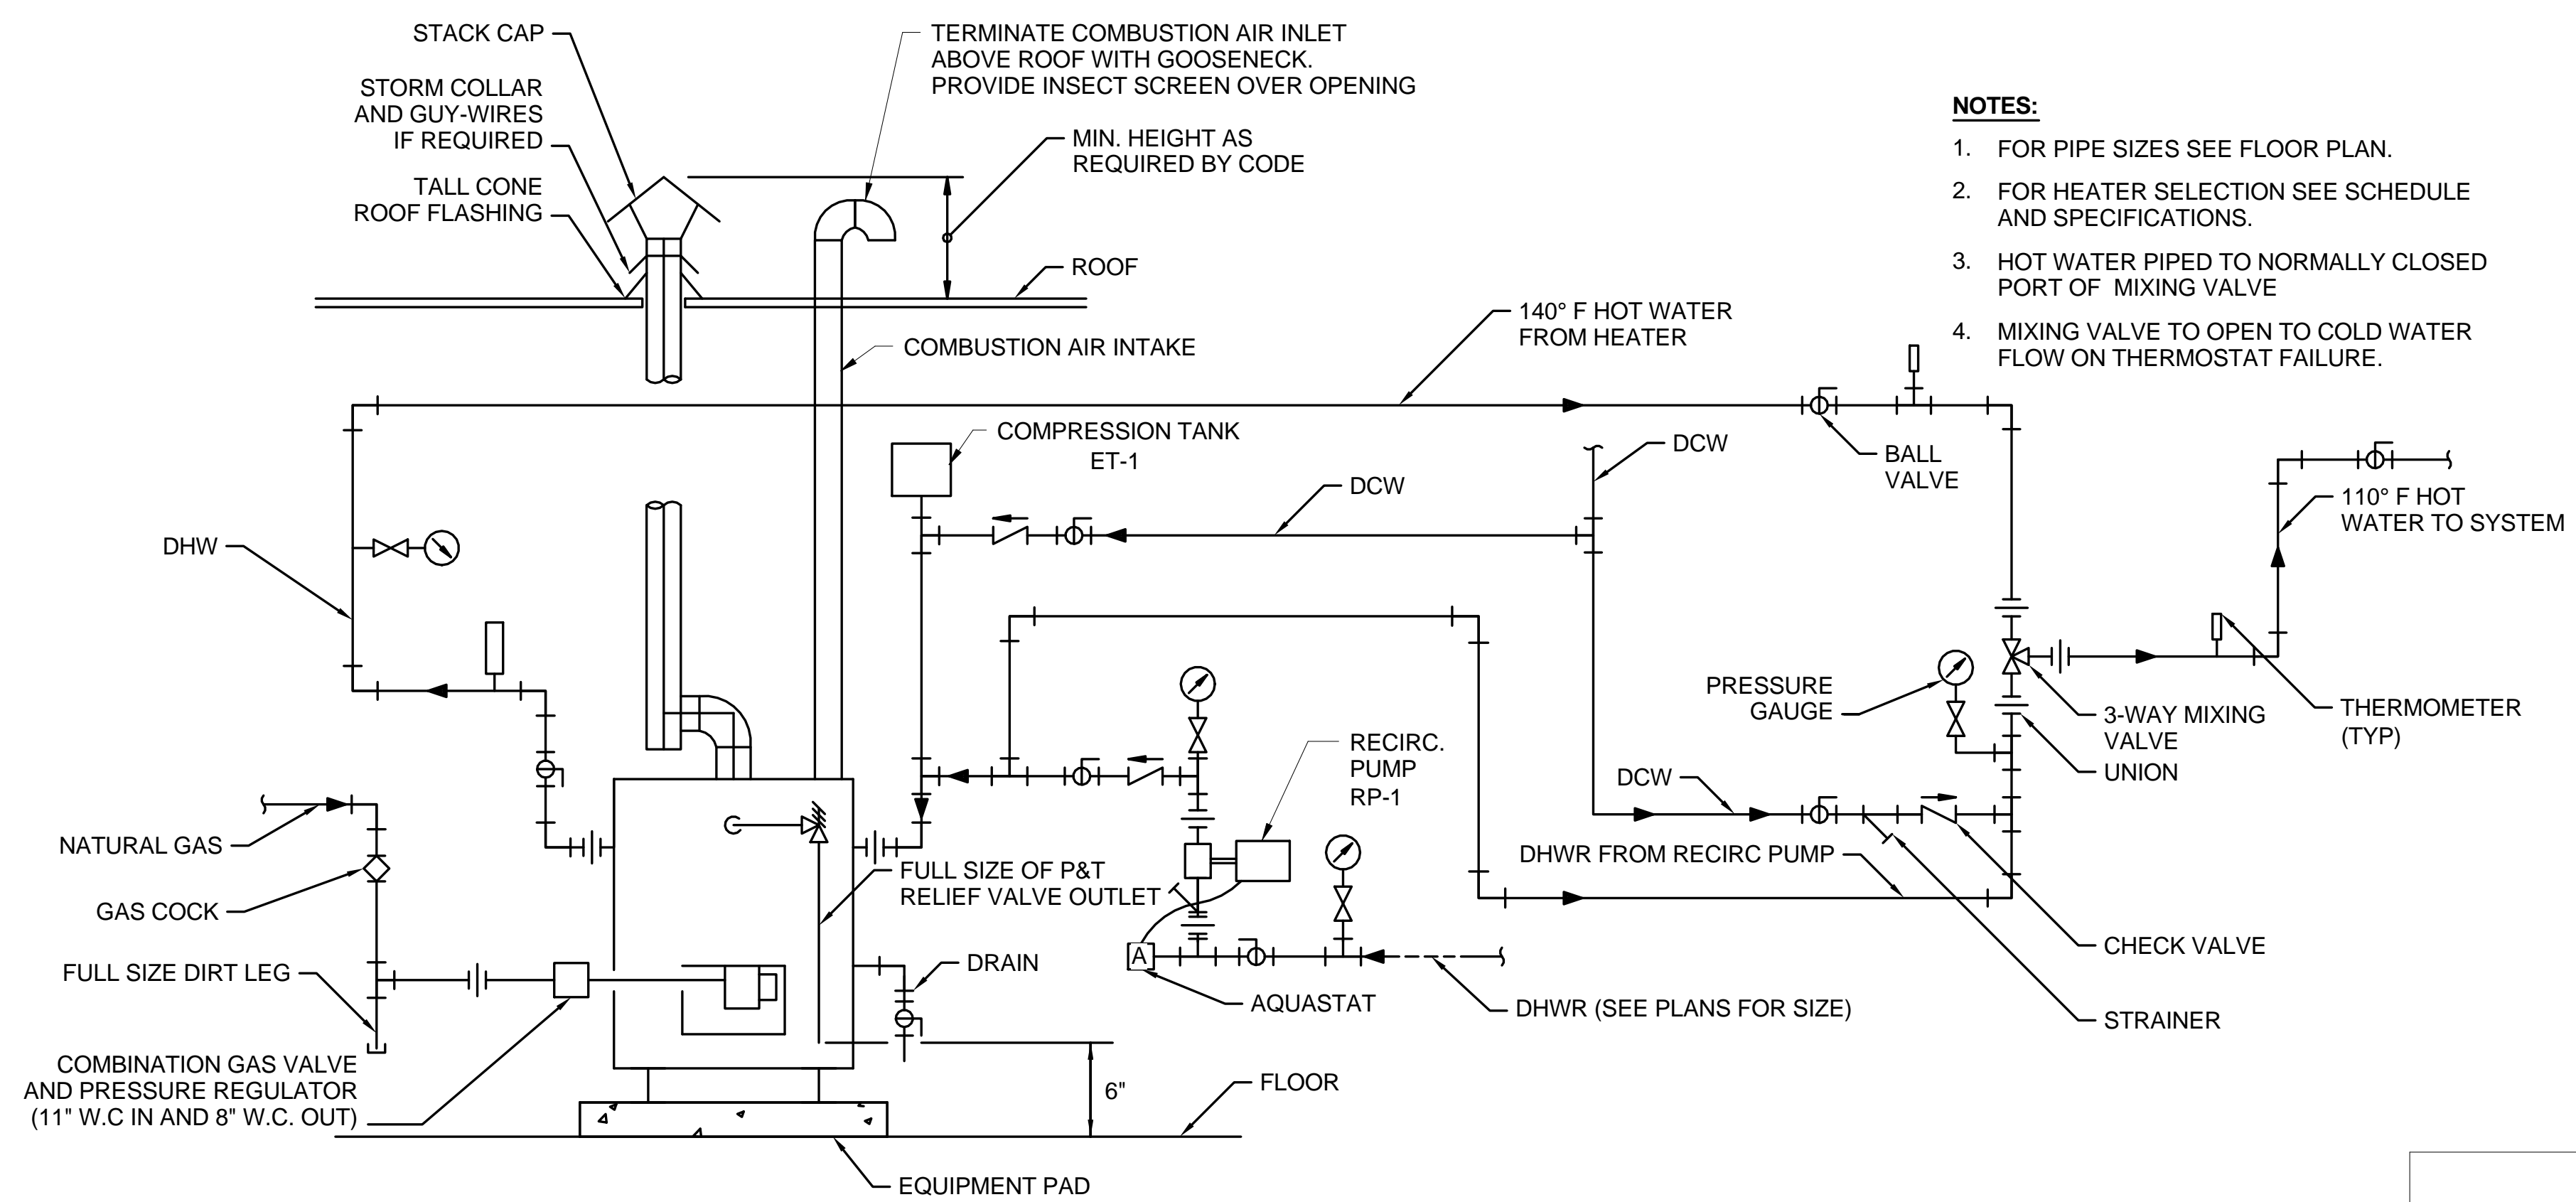 STACK CAP
STORM COLLAR
AND GUY-WIRES
IF REQUIRED
TALL CONE
ROOF FLASHING
TERMINATE COMBUSTION AIR INLET
ABOVE ROOF WITH GOOSENECK.
PROVIDE INSECT SCREEN OVER OPENING
MIN. HEIGHT AS
REQUIRED BY CODE
ROOF
COMBUSTION AIR INTAKE
140° F HOT WATER
FROM HEATER
NOTES:
1. FOR PIPE SIZES SEE FLOOR PLAN.
2. FOR HEATER SELECTION SEE SCHEDULE
AND SPECIFICATIONS.
3. HOT WATER PIPED TO NORMALLY CLOSED
PORT OF MIXING VALVE
4. MIXING VALVE TO OPEN TO COLD WATER
FLOW ON THERMOSTAT FAILURE.
COMPRESSION TANK
ET-1
DCW
DCW
BALL
VALVE
110° F HOT
WATER TO SYSTEM
DHW
PRESSURE
GAUGE
3-WAY MIXING
VALVE
THERMOMETER
(TYP)
UNION
RECIRC.
PUMP
RP-1
DCW
NATURAL GAS
GAS COCK
FULL SIZE DIRT LEG
COMBINATION GAS VALVE
AND PRESSURE REGULATOR
(11" W.C IN AND 8" W.C. OUT)
FULL SIZE OF P&T
RELIEF VALVE OUTLET
DHWR FROM RECIRC PUMP
CHECK VALVE
DRAIN
A
AQUASTAT
DHWR (SEE PLANS FOR SIZE)
STRAINER
6"
FLOOR
EQUIPMENT PAD